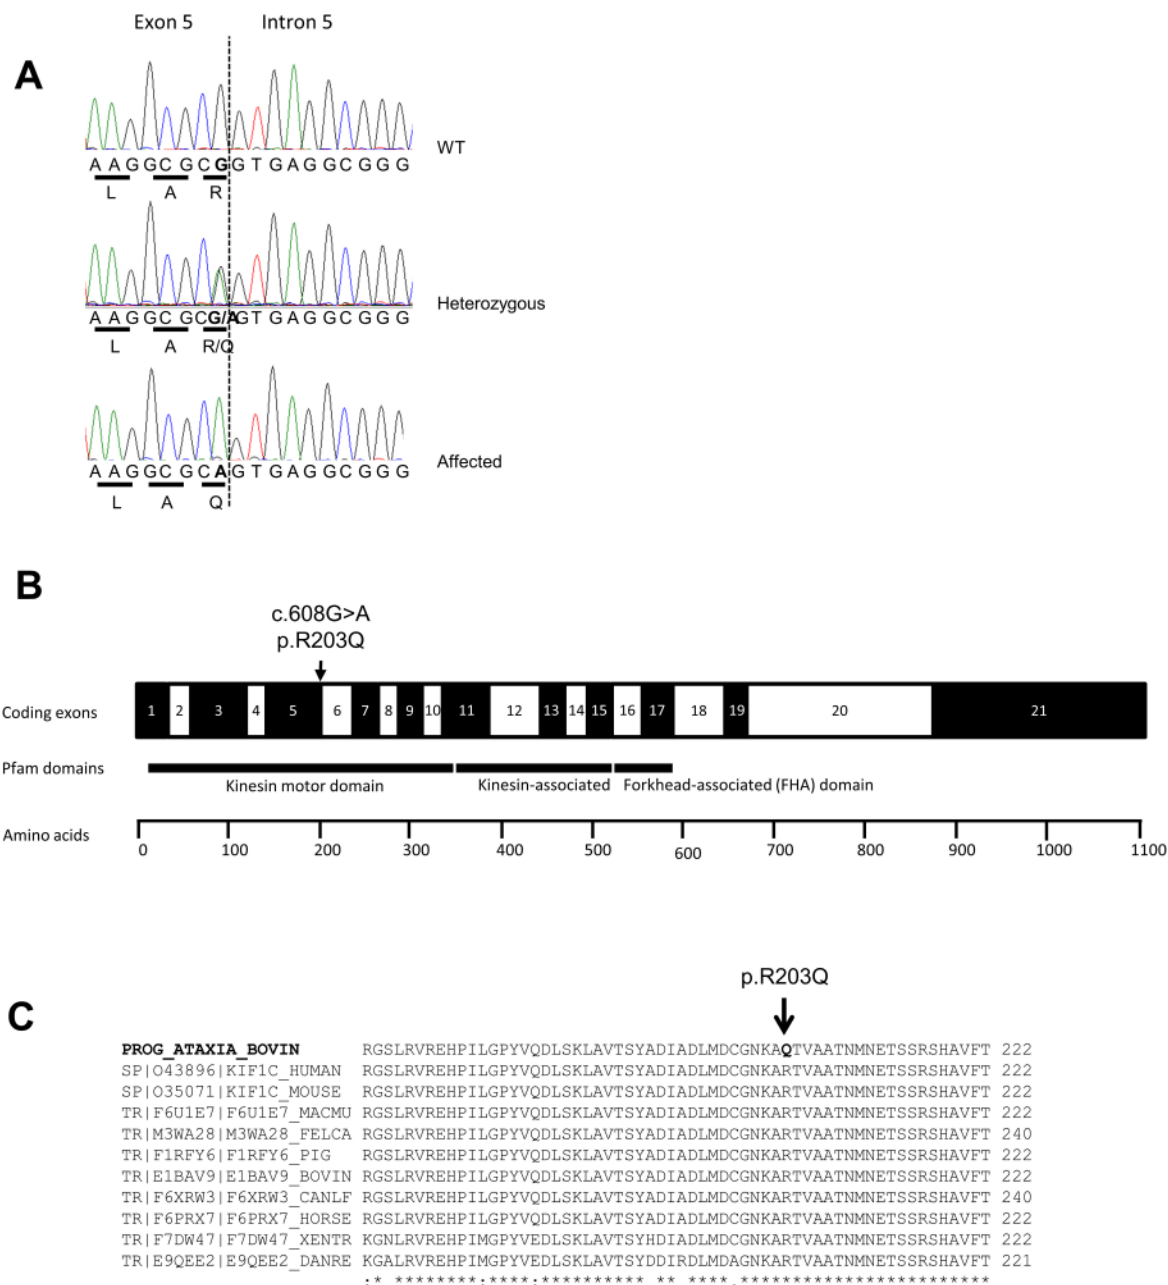 Exon 5 Intron 5
A
WT
A A G G C G C G G T G A G G C G G G
L A R
Heterozygous
A A G G C G C G/A G T G A G G C G G G
L A R/Q
Affected
A A G G C G C A G T G A G G C G G G
L A Q
B
c.608G>A
p.R203Q
Coding exons 1 2 3 4 5 6 7 8 9 10 11 12 13 14 15 16 17 18 19 20 21
Pfam domains
Kinesin motor domain Kinesin-associated Forkhead-associated (FHA) domain
Amino acids
0 100 200 300 400 500 600 700 800 900 1000 1100
p.R203Q
C
PROG_ATAXIA_BOVIN RGSLRVREHPILGPYVQDLSKLAVTSYADIADLMDCGNKAQTVAATNMNETSSRSHAVFT 222
SP|O43896|KIF1C_HUMAN RGSLRVREHPILGPYVQDLSKLAVTSYADIADLMDCGNKARTVAATNMNETSSRSHAVFT 222
SP|O35071|KIF1C_MOUSE RGSLRVREHPILGPYVQDLSKLAVTSYADIADLMDCGNKARTVAATNMNETSSRSHAVFT 222
TR|F6U1E7|F6U1E7_MACMU RGSLRVREHPILGPYVQDLSKLAVTSYADIADLMDCGNKARTVAATNMNETSSRSHAVFT 222
TR|M3WA28|M3WA28_FELCA RGSLRVREHPILGPYVQDLSKLAVTSYADIADLMDCGNKARTVAATNMNETSSRSHAVFT 240
TR|F1RFY6|F1RFY6_PIG RGSLRVREHPILGPYVQDLSKLAVTSYADIADLMDCGNKARTVAATNMNETSSRSHAVFT 222
TR|E1BAV9|E1BAV9_BOVIN RGSLRVREHPILGPYVQDLSKLAVTSYADIADLMDCGNKARTVAATNMNETSSRSHAVFT 222
TR|F6XRW3|F6XRW3_CANLF RGSLRVREHPILGPYVQDLSKLAVTSYADIADLMDCGNKARTVAATNMNETSSRSHAVFT 240
TR|F6PRX7|F6PRX7_HORSE RGSLRVREHPILGPYVQDLSKLAVTSYADIADLMDCGNKARTVAATNMNETSSRSHAVFT 222
TR|F7DW47|F7DW47_XENTR KGNLRVREHPIMGPYVEDLSKLAVTSYHDIADLMDCGNKARTVAATNMNETSSRSHAVFT 222
TR|E9QEE2|E9QEE2_DANRE KGALRVREHPIMGPYVEDLSKLAVTSYDDIRDLMDAGNKARTVAATNMNETSSRSHAVFT 221
:* ********:****:********** ** ****.************************